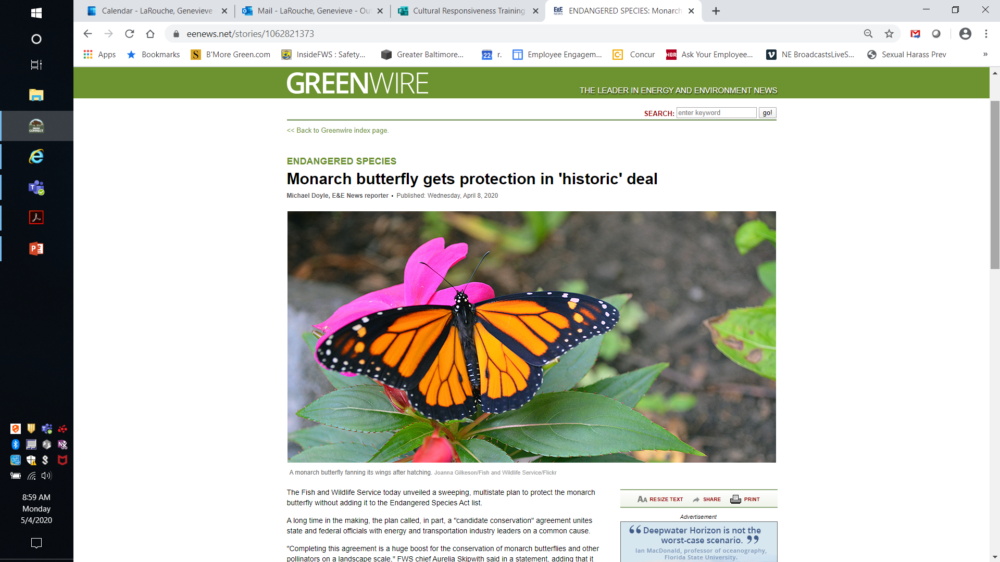 Calendar - LaRouche, Genevieve
Mail - LaRouche, Genevieve - Ou
Cultural Responsiveness Training
E&E NEWS
ENDANGERED SPECIES: Monarch
eenews.net/stories/1062821373
Apps
Bookmarks
S
B'More Green.com
InsideFWS : Safety...
Greater Baltimore...
22
r.
Employee Engagem...
Concur
HBR
Ask Your Employee...
NE BroadcastsLiveS...
Sexual Harass Prev
»
GREENWIRE
THE LEADER IN ENERGY AND ENVIRONMENT NEWS
SEARCH: enter keyword go!
<< Back to Greenwire index page.
ENDANGERED SPECIES
Monarch butterfly gets protection in 'historic' deal
Michael Doyle, E&E News reporter • Published: Wednesday, April 8, 2020
A monarch butterfly fanning its wings after hatching. Joanna Gilkeson/Fish and Wildlife Service/Flickr
The Fish and Wildlife Service today unveiled a sweeping, multistate plan to protect the monarch
butterfly without adding it to the Endangered Species Act list.
A long time in the making, the plan called, in part, a "candidate conservation" agreement unites
state and federal officials with energy and transportation industry leaders on a common cause.
"Completing this agreement is a huge boost for the conservation of monarch butterflies and other
pollinators on a landscape scale," FWS chief Aurelia Skipwith said in a statement, adding that it
AA RESIZE TEXT
SHARE
PRINT
Advertisement
“Deepwater Horizon is not the
worst-case scenario.”
Ian MacDonald, professor of oceanography,
Florida State University.
8:59 AM
Monday
5/4/2020